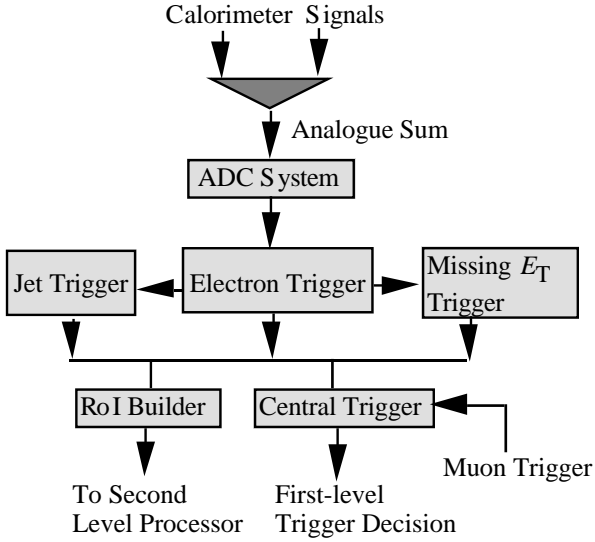 Calorimeter Signals
Analogue Sum
ADC System
Jet Trigger
Electron Trigger
Missing ET
Trigger
RoI Builder
Central Trigger
Muon Trigger
To Second
Level Processor
First-level
Trigger Decision